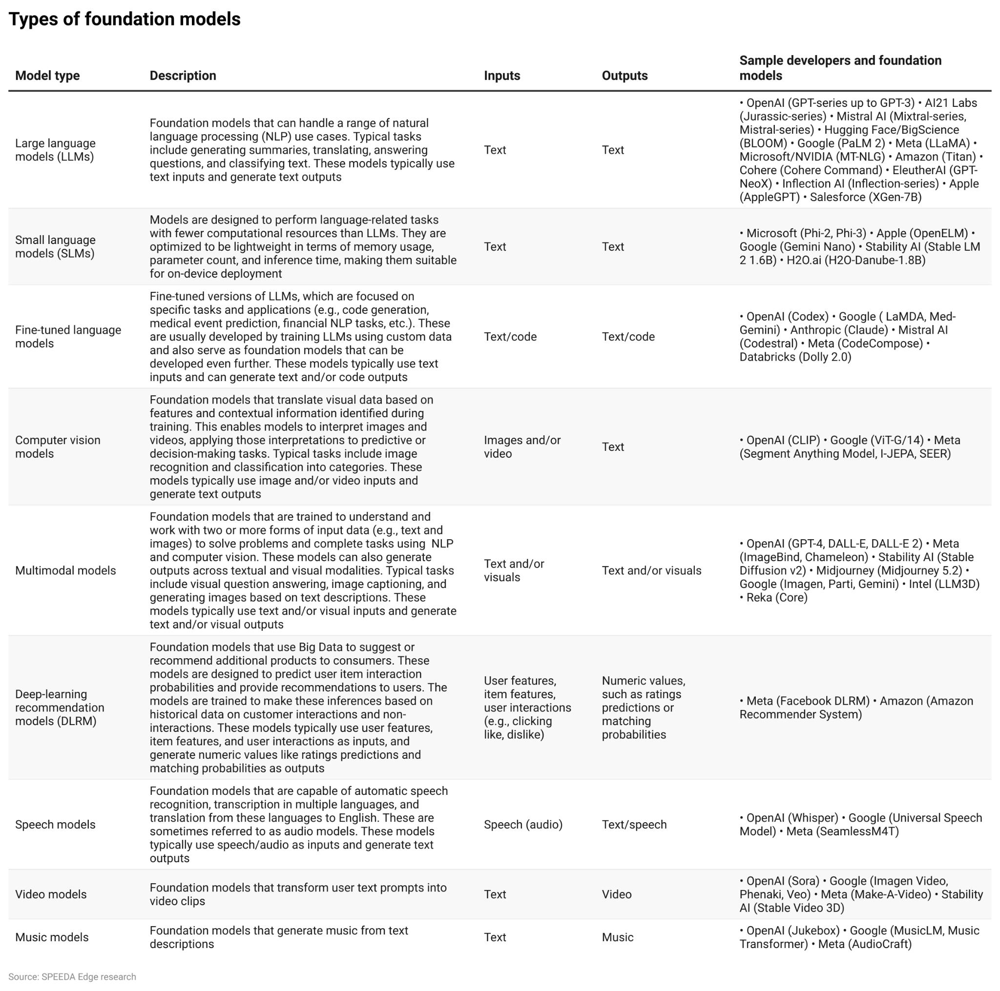 Types of foundation models
Model type
Description
Inputs
Outputs
Sample developers and foundation
models
Large language
models (LLMs)
Foundation models that can handle a range of natural
language processing (NLP) use cases. Typical tasks
include generating summaries, translating, answering
questions, and classifying text. These models typically use
text inputs and generate text outputs
Text
Text
• OpenAI (GPT-series up to GPT-3) • AI21 Labs
(Jurassic-series) • Mistral AI (Mixtral-series,
Mistral-series) • Hugging Face/BigScience
(BLOOM) • Google (PaLM 2) • Meta (LLaMA) •
Microsoft/NVIDIA (MT-NLG) • Amazon (Titan) •
Cohere (Cohere Command) • EleutherAI (GPT-
NeoX) • Inflection AI (Inflection-series) • Apple
(AppleGPT) • Salesforce (XGen-7B)
Small language
models (SLMs)
Models are designed to perform language-related tasks
with fewer computational resources than LLMs. They are
optimized to be lightweight in terms of memory usage,
parameter count, and inference time, making them suitable
for on-device deployment
Text
Text
• Microsoft (Phi-2, Phi-3) • Apple (OpenELM) •
Google (Gemini Nano) • Stability AI (Stable LM
2 1.6B) • H2O.ai (H2O-Danube-1.8B)
Fine-tuned language
models
Fine-tuned versions of LLMs, which are focused on
specific tasks and applications (e.g., code generation,
medical event prediction, financial NLP tasks, etc.). These
are usually developed by training LLMs using custom data
and also serve as foundation models that can be
developed even further. These models typically use text
inputs and can generate text and/or code outputs
Text/code
Text/code
• OpenAI (Codex) • Google ( LaMDA, Med-
Gemini) • Anthropic (Claude) • Mistral AI
(Codestral) • Meta (CodeCompose) •
Databricks (Dolly 2.0)
Computer vision
models
Foundation models that translate visual data based on
features and contextual information identified during
training. This enables models to interpret images and
videos, applying those interpretations to predictive or
decision-making tasks. Typical tasks include image
recognition and classification into categories. These
models typically use image and/or video inputs and
generate text outputs
Images and/or
video
Text
• OpenAI (CLIP) • Google (ViT-G/14) • Meta
(Segment Anything Model, I-JEPA, SEER)
Multimodal models
Foundation models that are trained to understand and
work with two or more forms of input data (e.g., text and
images) to solve problems and complete tasks using  NLP
and computer vision. These models can also generate
outputs across textual and visual modalities. Typical tasks
include visual question answering, image captioning, and
generating images based on text descriptions. These
models typically use text and/or visual inputs and generate
text and/or visual outputs
Text and/or
visuals
Text and/or visuals
• OpenAI (GPT-4, DALL-E, DALL-E 2) • Meta
(ImageBind, Chameleon) • Stability AI (Stable
Diffusion v2) • Midjourney (Midjourney 5.2) •
Google (Imagen, Parti, Gemini) • Intel (LLM3D)
• Reka (Core)
Deep-learning
recommendation
models (DLRM)
Foundation models that use Big Data to suggest or
recommend additional products to consumers. These
models are designed to predict user item interaction
probabilities and provide recommendations to users. The
models are trained to make these inferences based on
historical data on customer interactions and non-
interactions. These models typically use user features,
item features, and user interactions as inputs, and
generate numeric values like ratings predictions and
matching probabilities as outputs
User features,
item features,
user interactions
(e.g., clicking
like, dislike)
Numeric values,
such as ratings
predictions or
matching
probabilities
• Meta (Facebook DLRM) • Amazon (Amazon
Recommender System)
Speech models
Foundation models that are capable of automatic speech
recognition, transcription in multiple languages, and
translation from these languages to English. These are
sometimes referred to as audio models. These models
typically use speech/audio as inputs and generate text
outputs
Speech (audio)
Text/speech
• OpenAI (Whisper) • Google (Universal Speech
Model) • Meta (SeamlessM4T)
Video models
Foundation models that transform user text prompts into
video clips
Text
Video
• OpenAI (Sora) • Google (Imagen Video,
Phenaki, Veo) • Meta (Make-A-Video) • Stability
AI (Stable Video 3D)
Music models
Foundation models that generate music from text
descriptions
Text
Music
• OpenAI (Jukebox) • Google (MusicLM, Music
Transformer) • Meta (AudioCraft)
Source: SPEEDA Edge research